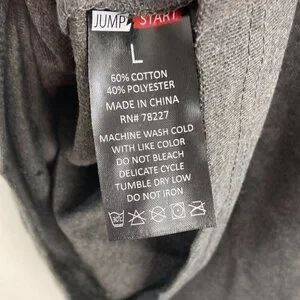 JUMP START
L
60% COTTON
40% POLYESTER
MADE IN CHINA
RN# 78227
MACHINE WASH COLD
WITH LIKE COLOR
DO NOT BLEACH
DELICATE CYCLE
TUMBLE DRY LOW
DO NOT IRON
30°C